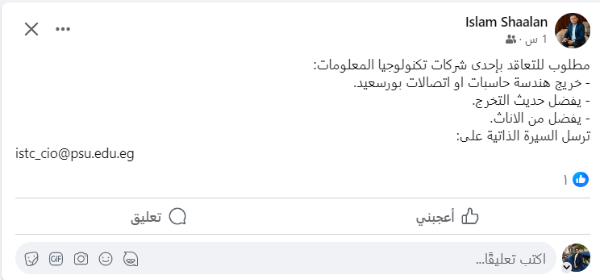 Islam Shaalan
1 س ·
مطلوب للتعاقد بإحدى شركات تكنولوجيا المعلومات:
- خريج هندسة حاسبات او اتصالات بورسعيد.
- يفضل حديث التخرج.
- يفضل من الاناث.
ترسل السيرة الذاتية على:
istc_cio@psu.edu.eg
١
أعجبني
تعليق
اكتب تعليقًا...
GIF